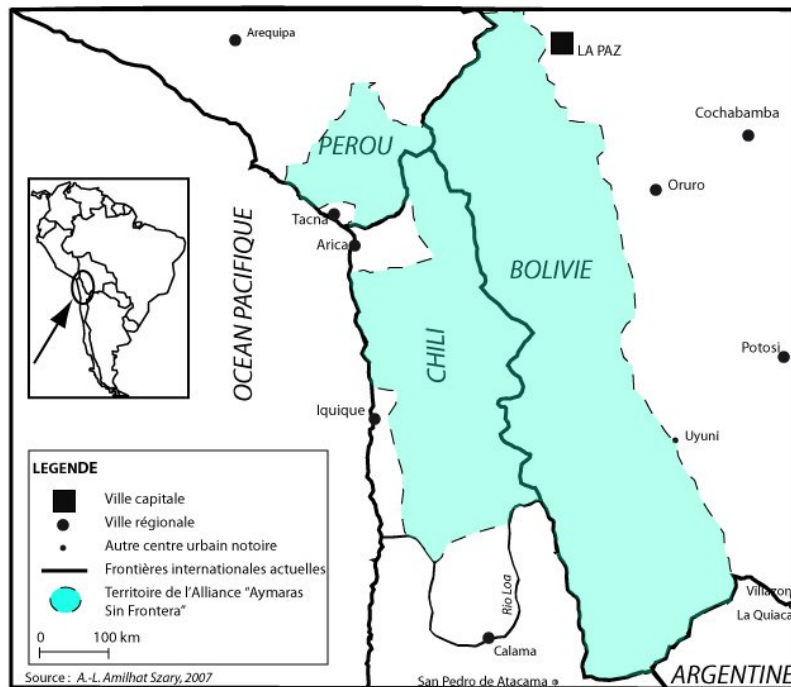 Arequipa
LA PAZ
Cochabamba
PEROU
Oruro
Tacna
Arica
OCEAN PACIFIQUE
BOLIVIE
CHILI
Potosi
Iquique
Uyuni
LEGENDE
Ville capitale
Ville régionale
Autre centre urbain notoire
Frontières internationales actuelles
Territoire de l'Alliance "Aymaras
Sin Frontera"
0 100 km
Rio Loa
Villazon
La Quiaca
Calama
ARGENTINE
San Pedro de Atacama
Source : A.-L. Amilhat Szary, 2007